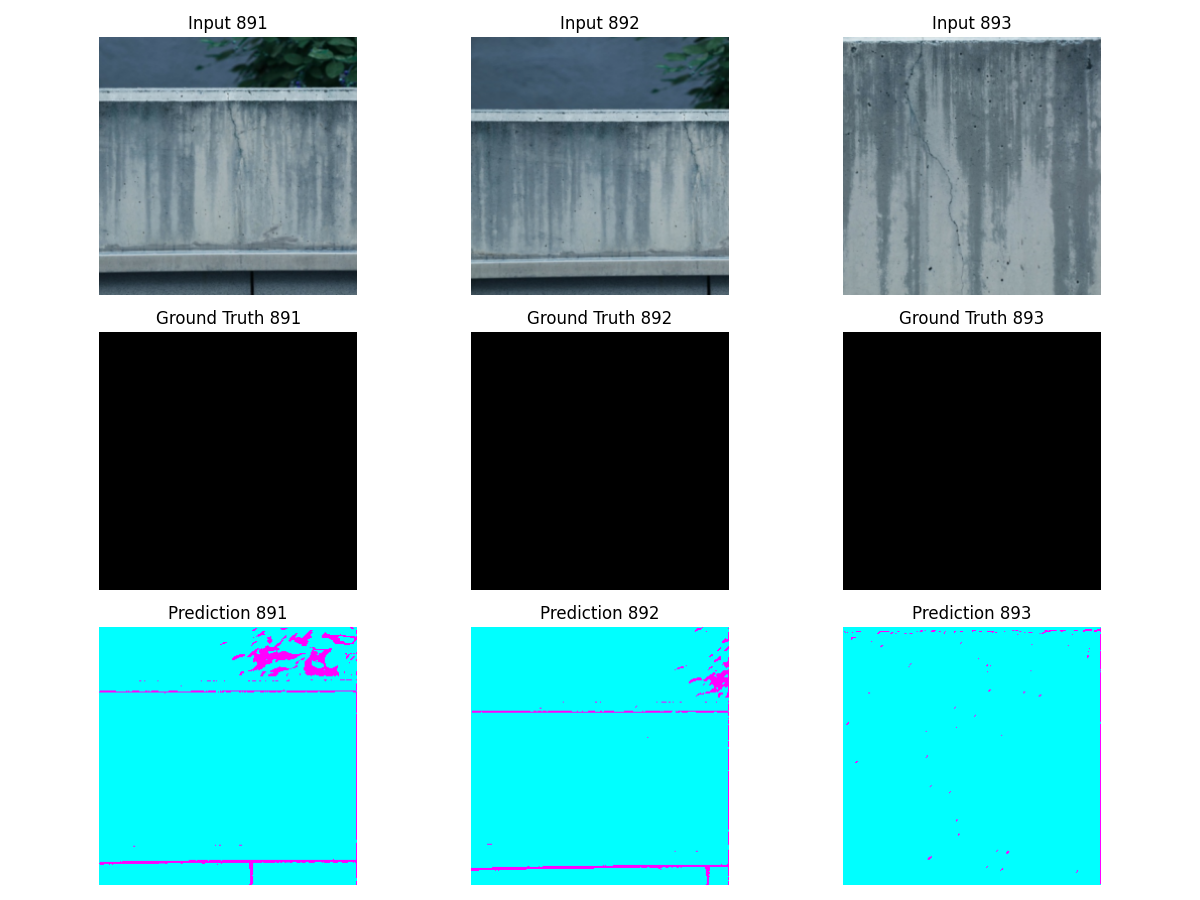 Input 891
Input 892
Input 893
Ground Truth 891
Ground Truth 892
Ground Truth 893
Prediction 891
Prediction 892
Prediction 893